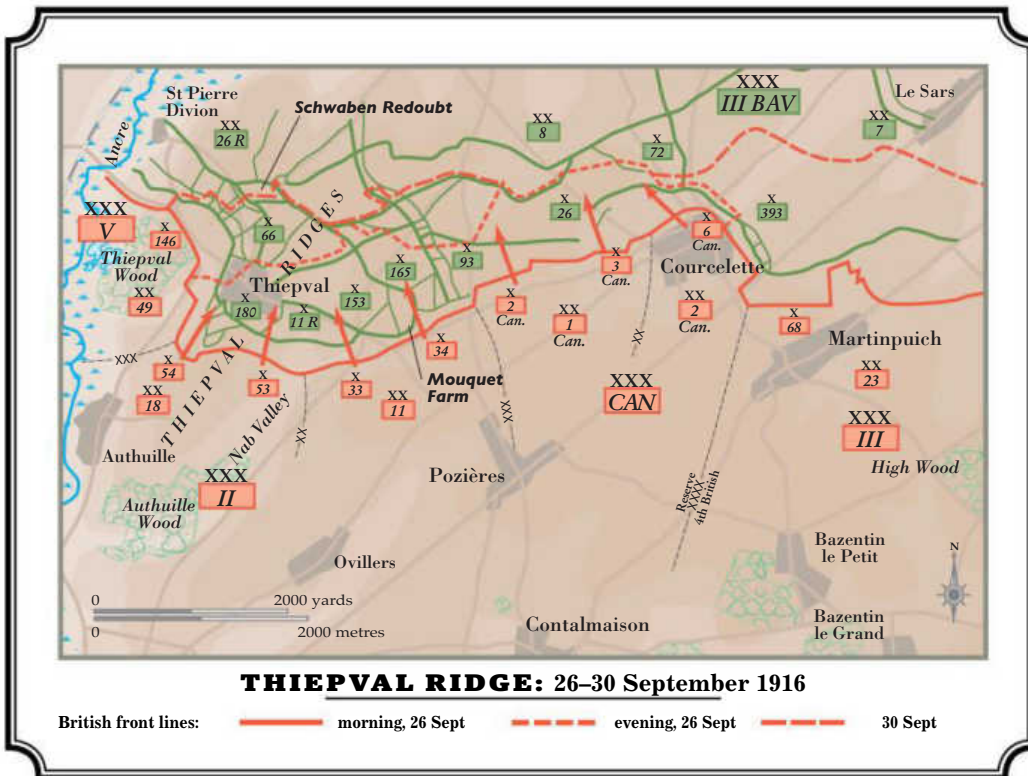 St Pierre
Divion
Ancre
XX
26 R
Schwaben Redoubt
XX
8
X
72
XXX
III BAV
Le Sars
XX
7
XXX
V
X
146
Thiepval
Wood
XX
49
X
66
THIEPVAL RIDGES
Thiepval
X
180
X
11 R
X
153
X
165
X
93
X
26
X
393
X
6
Can.
Courcelette
X
3
Can.
X
2
Can.
XX
1
Can.
XX
2
Can.
XX
X
68
Martinpuich
XX
23
XXX
III
High Wood
XXX
X
54
XX
18
X
53
Nab Valley
XX
X
33
XX
11
X
34
Mouquet
Farm
XXX
XXX
CAN
Authuille
XXX
II
Authuille
Wood
Pozières
Reserve
XXXX
4th British
Ovillers
Bazentin
le Petit
N
Contalmaison
Bazentin
le Grand
0 2000 yards
0 2000 metres
THIEPVAL RIDGE: 26–30 September 1916
British front lines: morning, 26 Sept evening, 26 Sept 30 Sept